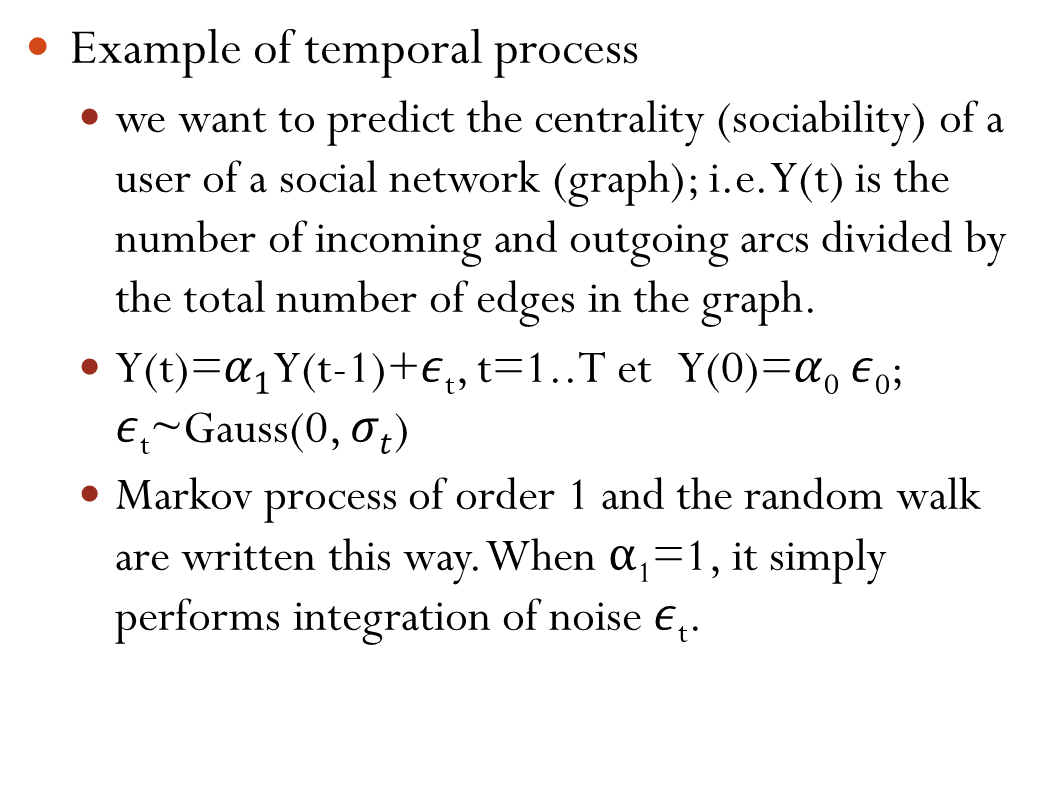 • Example of temporal process
• we want to predict the centrality (sociability) of a
user of a social network (graph); i.e. Y(t) is the
number of incoming and outgoing arcs divided by
the total number of edges in the graph.
• Y(t)=𝛼₁Y(t-1)+𝜖ₜ, t=1..T et Y(0)=𝛼₀ 𝜖₀;
𝜖ₜ~Gauss(0, 𝜎ₜ)
• Markov process of order 1 and the random walk
are written this way. When α₁=1, it simply
performs integration of noise 𝜖ₜ.